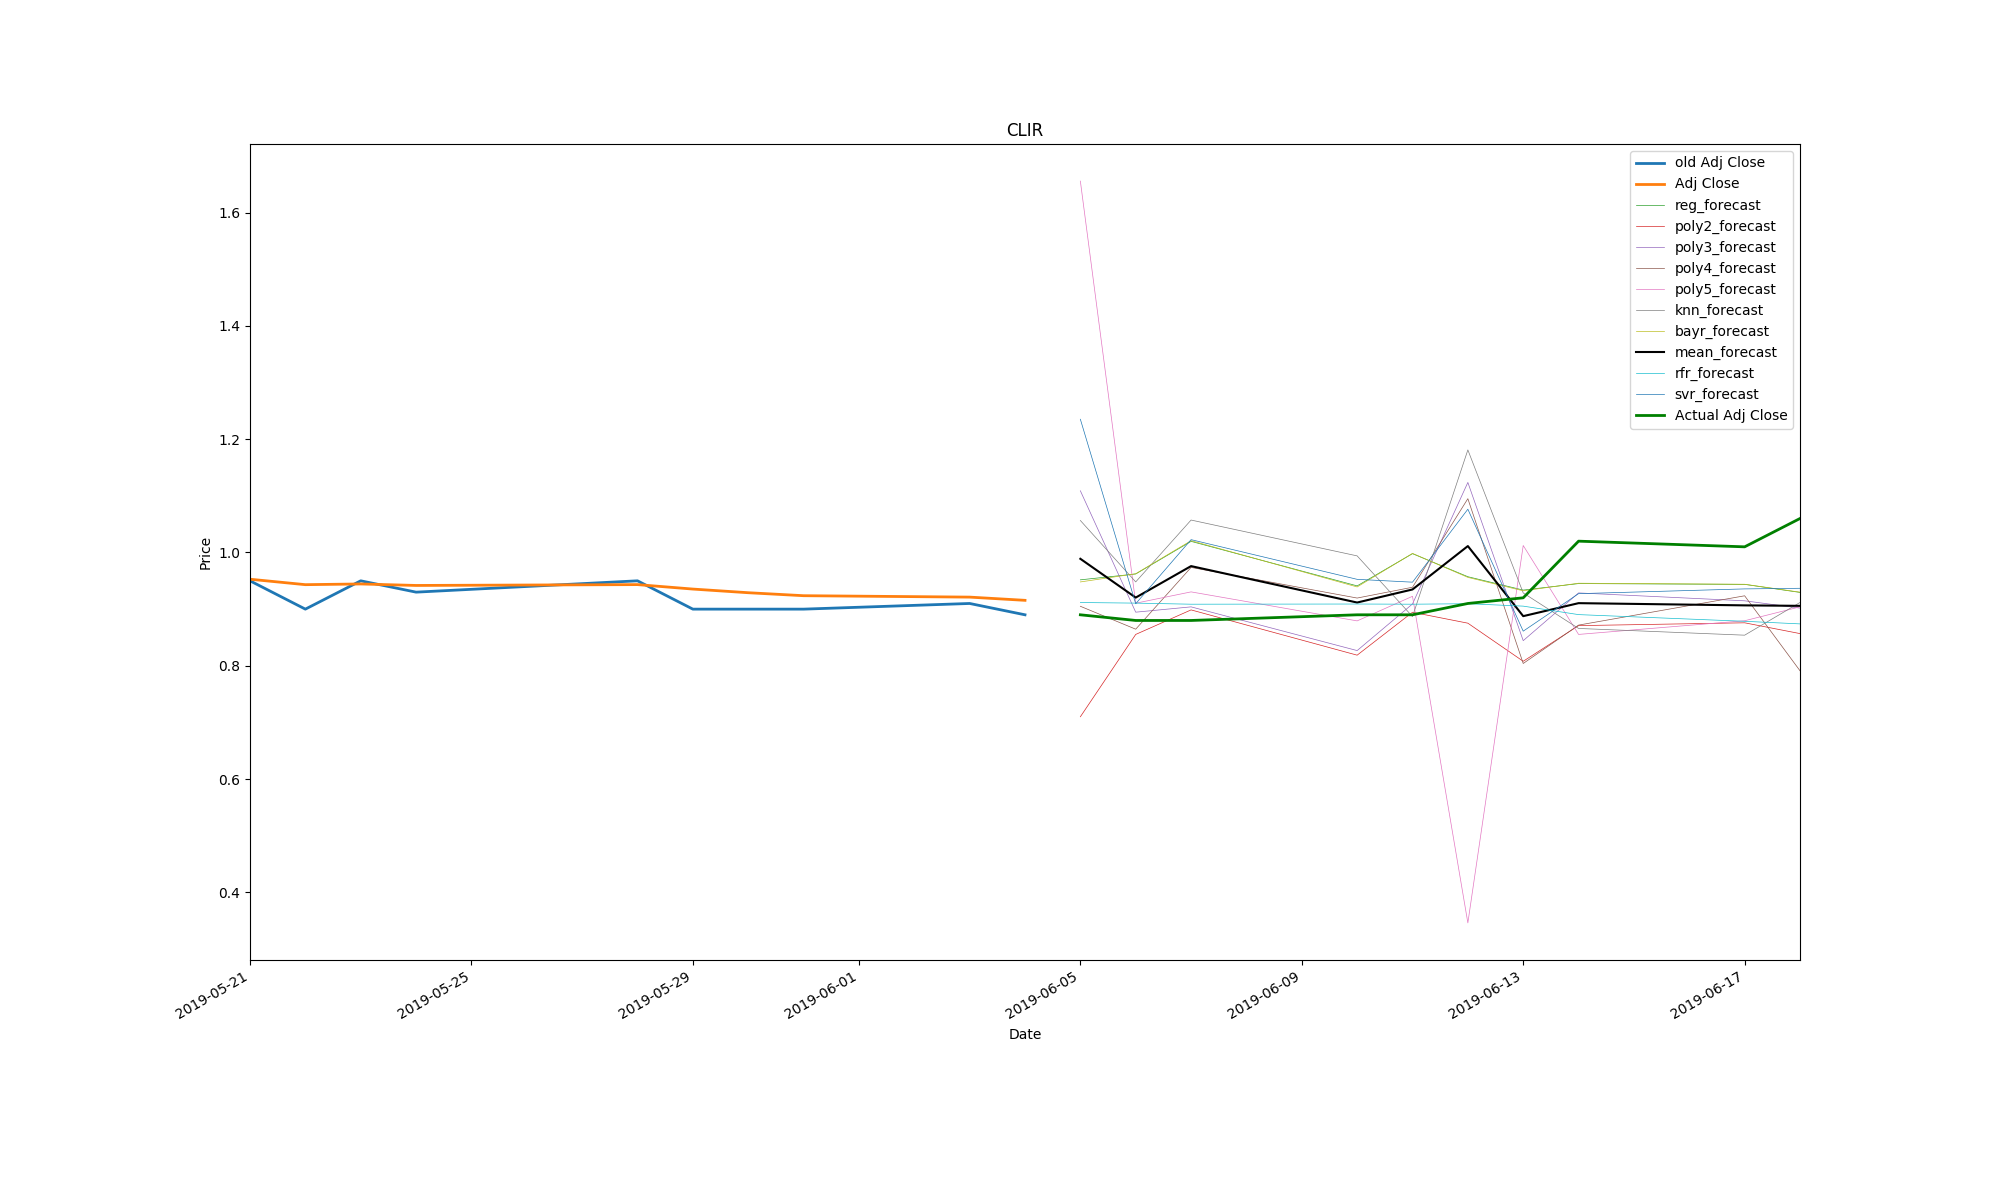 CLIR
old Adj Close
Adj Close
reg_forecast
poly2_forecast
poly3_forecast
poly4_forecast
poly5_forecast
knn_forecast
bayr_forecast
mean_forecast
rfr_forecast
svr_forecast
Actual Adj Close
1.6
1.4
1.2
1.0
0.8
0.6
0.4
Price
2019-05-21
2019-05-25
2019-05-29
2019-06-01
2019-06-05
2019-06-09
2019-06-13
2019-06-17
Date